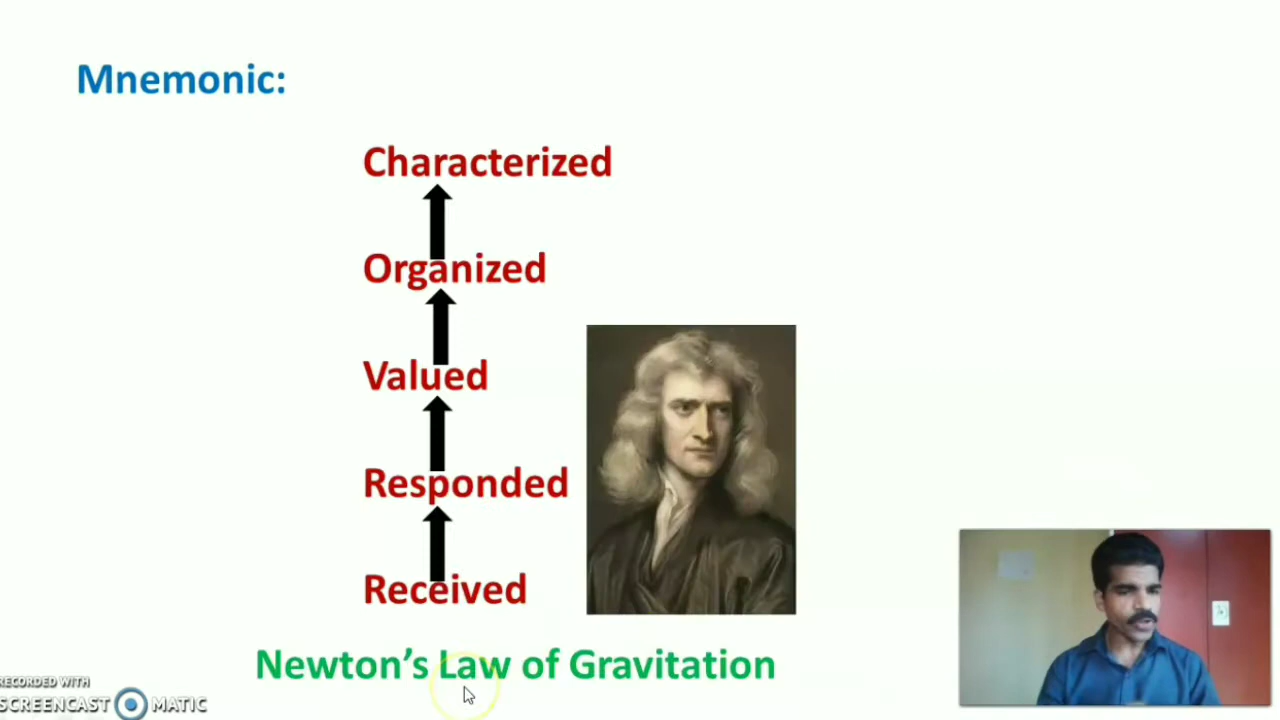 Mnemonic:
Characterized
Organized
Valued
Responded
Received
Newton's Law of Gravitation
RECORDED WITH
SCREENCAST MATIC